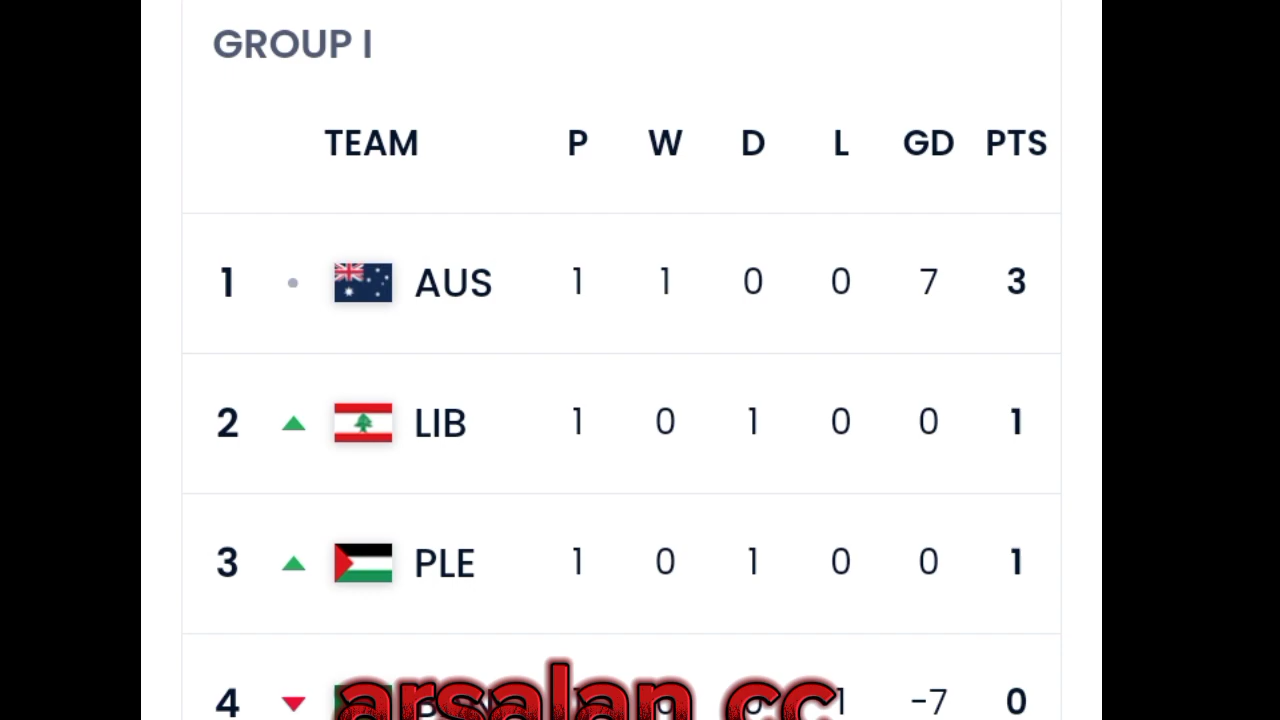 GROUP I
TEAM P W D L GD PTS
1 AUS 1 1 0 0 7 3
2 LIB 1 0 1 0 0 1
3 PLE 1 0 1 0 0 1
4 1 -7 0
arsalan cc